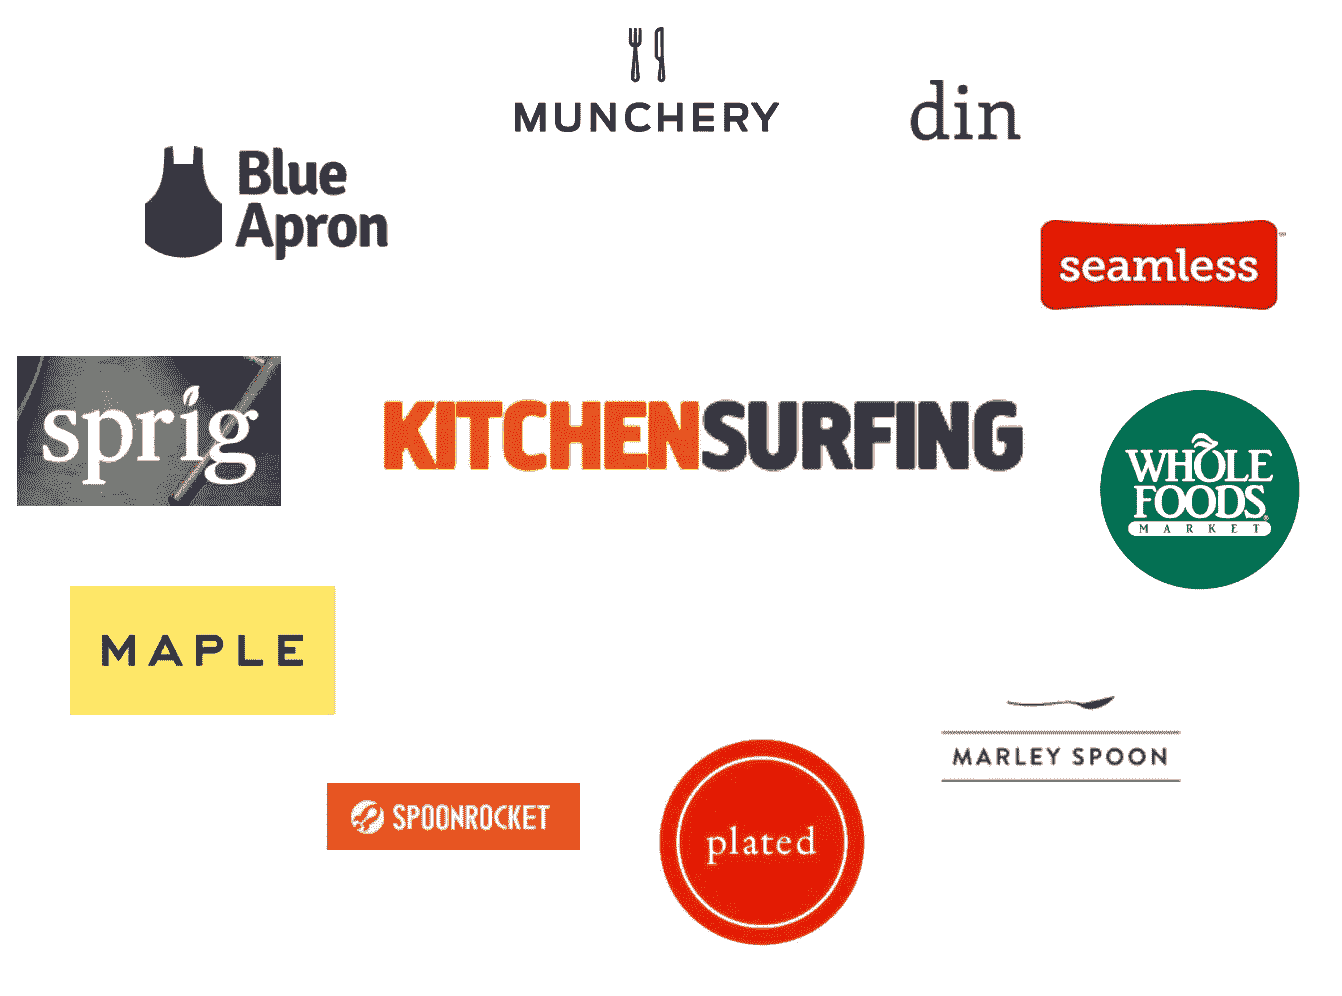 MUNCHERY
din
Blue
Apron
seamless
sprig
KITCHENSURFING
WHOLE
FOODS
MARKET
MAPLE
MARLEY SPOON
SPOONROCKET
plated